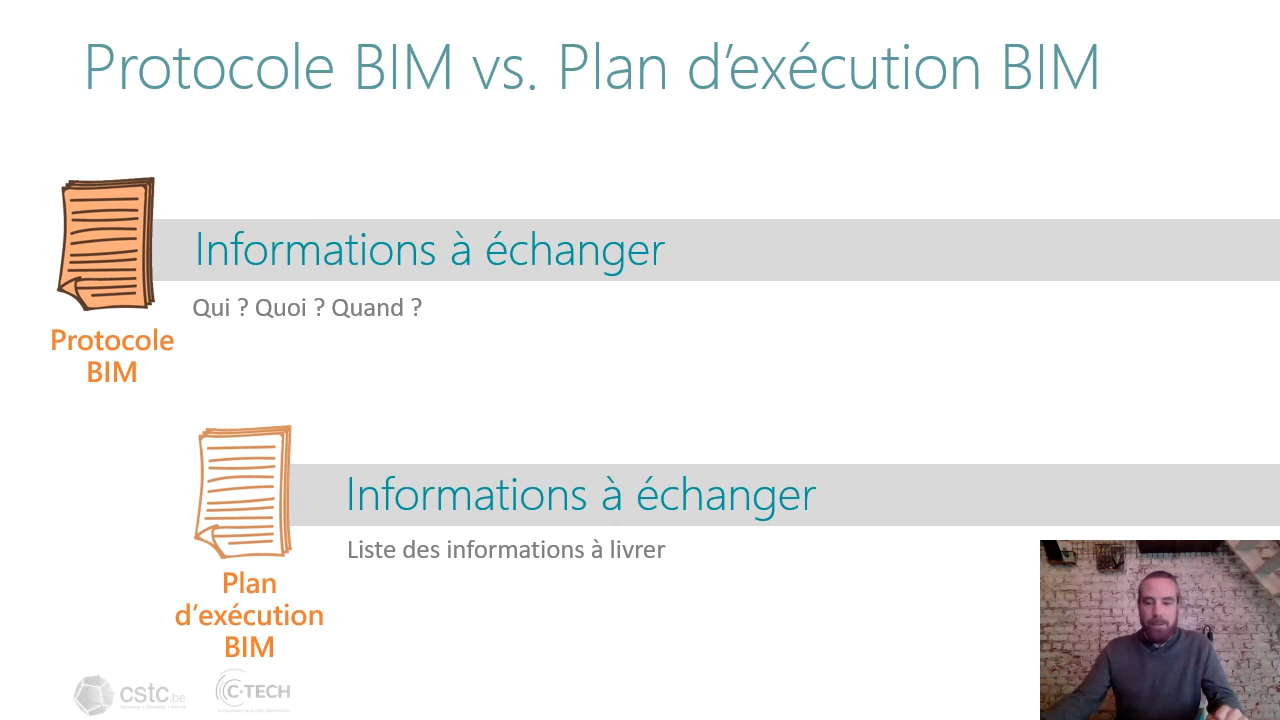 Protocole BIM vs. Plan d’exécution BIM
Informations à échanger
Qui ? Quoi ? Quand ?
Protocole
BIM
Informations à échanger
Liste des informations à livrer
Plan
d’exécution
BIM
cstc.be
C-TECH